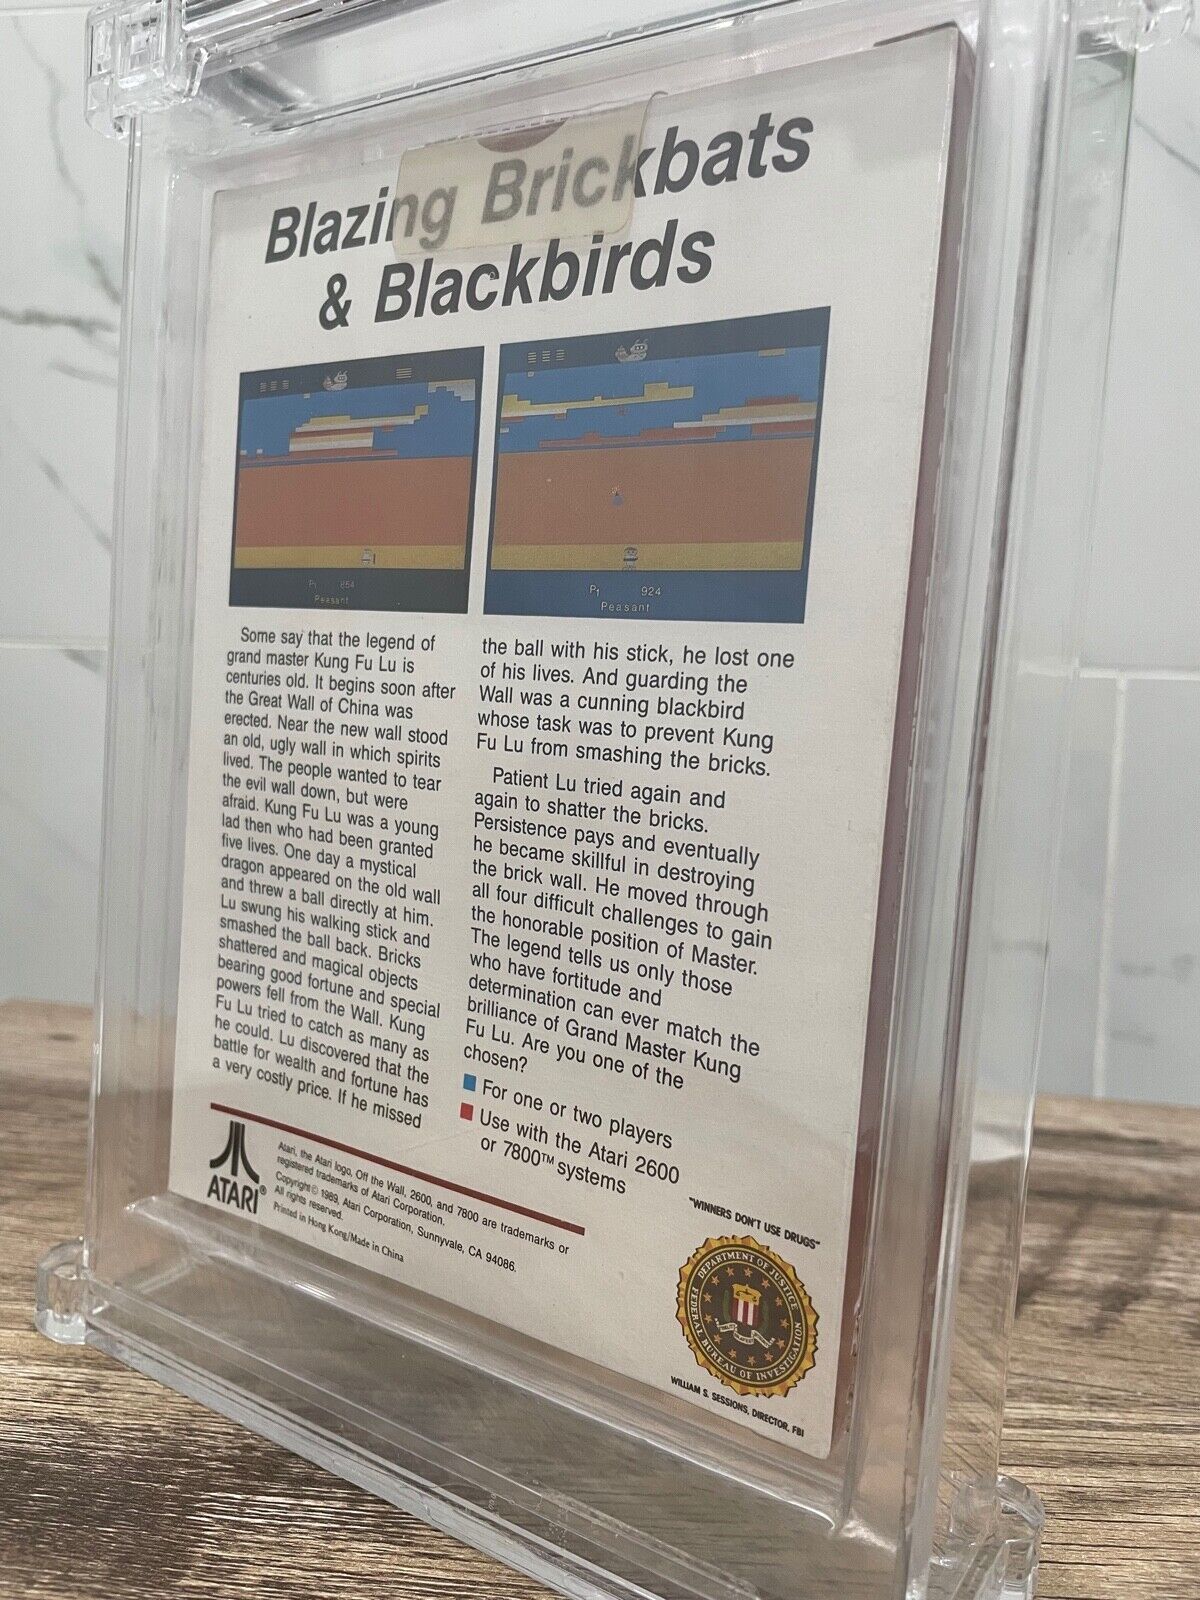 Blazing Brickbats
& Blackbirds
P1 854
Peasant
P1 924
Peasant
Some say that the legend of
grand master Kung Fu Lu is
centuries old. It begins soon after
the Great Wall of China was
erected. Near the new wall stood
an old, ugly wall in which spirits
lived. The people wanted to tear
the evil wall down, but were
afraid. Kung Fu Lu was a young
lad then who had been granted
five lives. One day a mystical
dragon appeared on the old wall
and threw a ball directly at him.
Lu swung his walking stick and
smashed the ball back. Bricks
shattered and magical objects
bearing good fortune and special
powers fell from the Wall. Kung
Fu Lu tried to catch as many as
he could. Lu discovered that the
battle for wealth and fortune has
a very costly price. If he missed
the ball with his stick, he lost one
of his lives. And guarding the
Wall was a cunning blackbird
whose task was to prevent Kung
Fu Lu from smashing the bricks.
Patient Lu tried again and
again to shatter the bricks.
Persistence pays and eventually
he became skillful in destroying
the brick wall. He moved through
all four difficult challenges to gain
the honorable position of Master.
The legend tells us only those
who have fortitude and
determination can ever match the
brilliance of Grand Master Kung
Fu Lu. Are you one of the
chosen?
For one or two players
Use with the Atari 2600
or 7800™ systems
ATARI®
Atari, the Atari logo, Off the Wall, 2600, and 7800 are trademarks or
registered trademarks of Atari Corporation.
Copyright © 1989, Atari Corporation, Sunnyvale, CA 94086.
All rights reserved.
Printed in Hong Kong/Made in China
"WINNERS DON'T USE DRUGS"
DEPARTMENT OF JUSTICE
FEDERAL BUREAU OF INVESTIGATION
WILLIAM S. SESSIONS, DIRECTOR, FBI